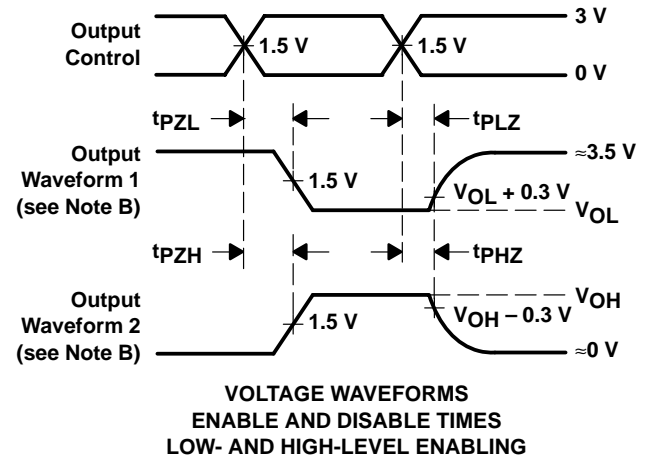 Output
Control
1.5 V
1.5 V
3 V
0 V
tPZL
tPLZ
Output
Waveform 1
(see Note B)
1.5 V
≈3.5 V
VOL + 0.3 V
VOL
tPZH
tPHZ
Output
Waveform 2
(see Note B)
1.5 V
VOH
VOH – 0.3 V
≈0 V
VOLTAGE WAVEFORMS
ENABLE AND DISABLE TIMES
LOW- AND HIGH-LEVEL ENABLING